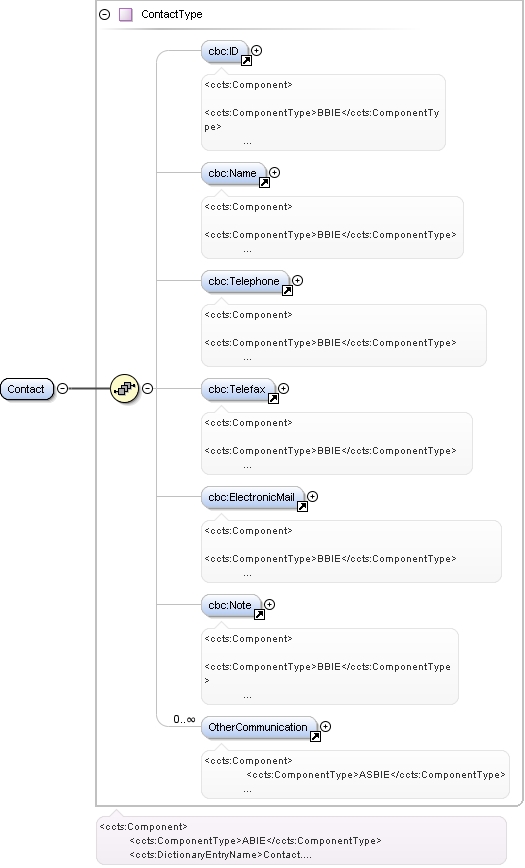 ContactType
cbc:ID
<ccts:Component>
<ccts:ComponentType>BBIE</ccts:ComponentTy
pe>
...
cbc:Name
<ccts:Component>
<ccts:ComponentType>BBIE</ccts:ComponentType>
...
cbc:Telephone
<ccts:Component>
<ccts:ComponentType>BBIE</ccts:ComponentType>
...
Contact
cbc:Telefax
<ccts:Component>
<ccts:ComponentType>BBIE</ccts:ComponentType>
...
cbc:ElectronicMail
<ccts:Component>
<ccts:ComponentType>BBIE</ccts:ComponentType>
...
cbc:Note
<ccts:Component>
<ccts:ComponentType>BBIE</ccts:ComponentType
>
...
0..∞
OtherCommunication
<ccts:Component>
<ccts:ComponentType>ASBIE</ccts:ComponentType>
...
<ccts:Component>
<ccts:ComponentType>ABIE</ccts:ComponentType>
<ccts:DictionaryEntryName>Contact....